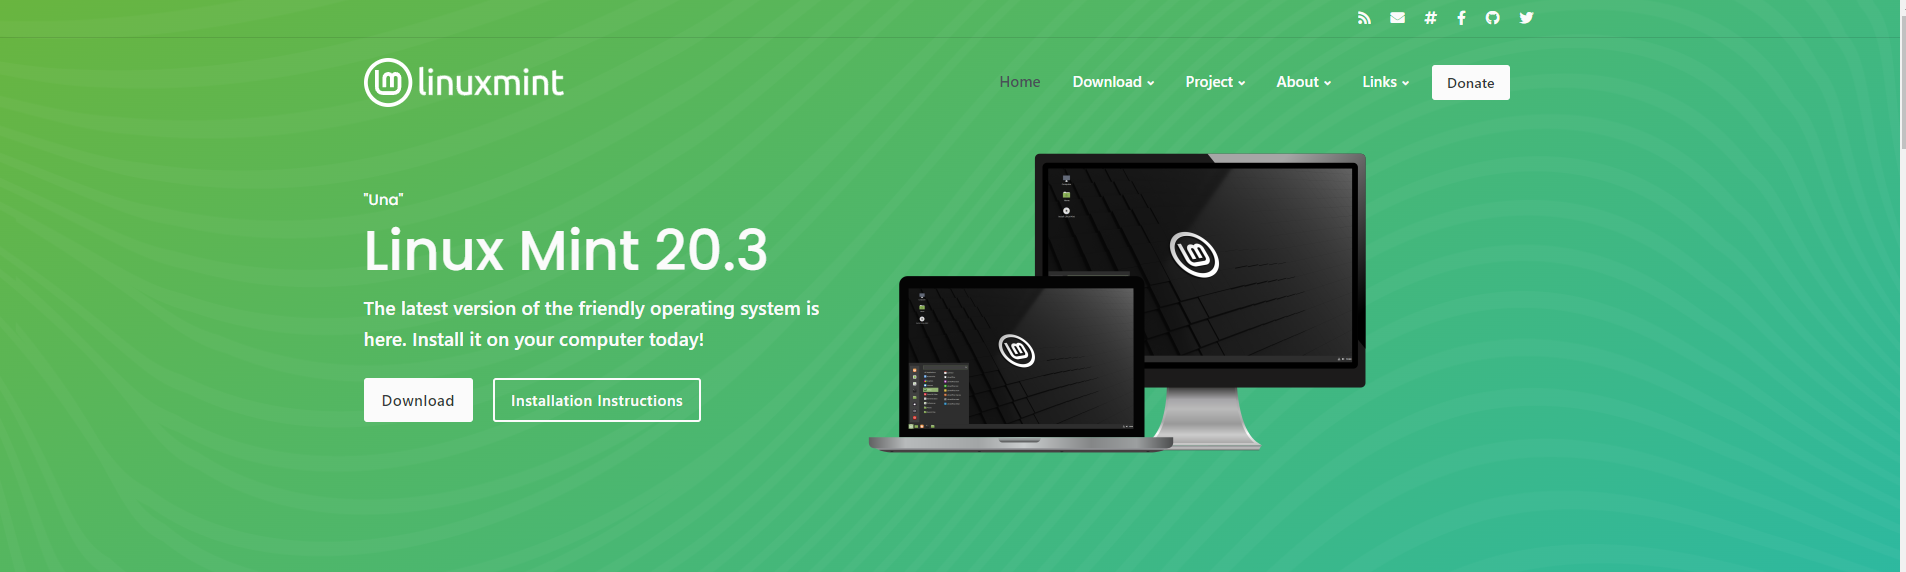 linuxmint
Home Download Project About Links Donate
"Una"
Linux Mint 20.3
The latest version of the friendly operating system is
here. Install it on your computer today!
Download Installation Instructions